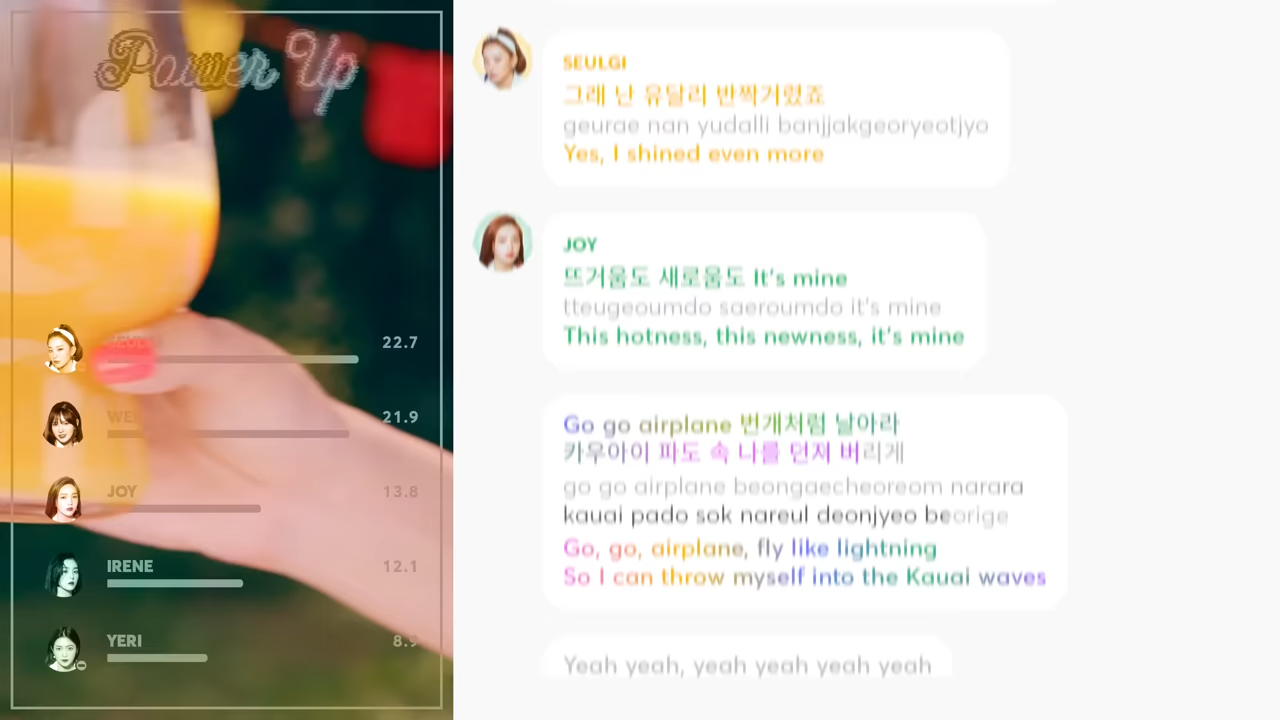 Power Up
SEULGI
22.7
21.9
JOY
13.8
IRENE
12.1
YERI
8.9
SEULGI
그래 난 유달리 반짝거렸죠
geurae nan yudalli banjjakgeoryeotjyo
Yes, I shined even more
JOY
뜨거움도 새로움도 It's mine
tteugeoumdo saeroumdo it's mine
This hotness, this newness, it's mine
Go go airplane 번개처럼 날아라
카우아이 파도 속 나를 던져 버리게
go go airplane beongaecheoreom narara
kauai pado sok nareul deonjyeo beorige
Go, go, airplane, fly like lightning
So I can throw myself into the Kauai waves
Yeah yeah, yeah yeah yeah yeah